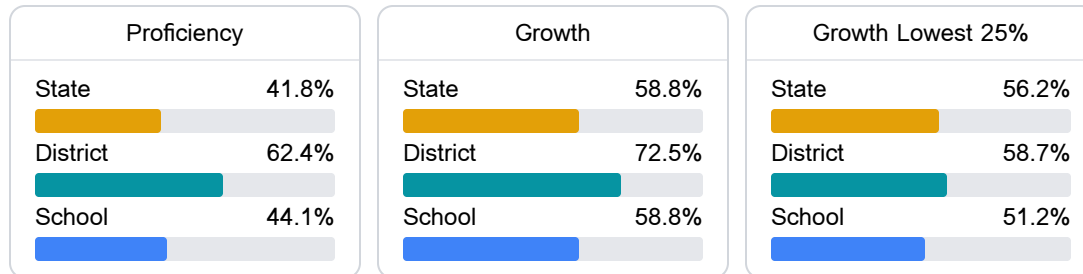 Proficiency
State 41.8%
District 62.4%
School 44.1%
Growth
State 58.8%
District 72.5%
School 58.8%
Growth Lowest 25%
State 56.2%
District 58.7%
School 51.2%